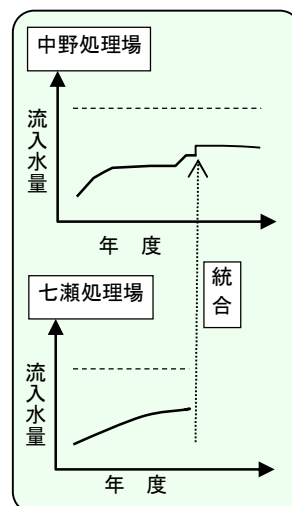 中野処理場
流入水量
年 度
統合
七瀬処理場
流入水量
年 度